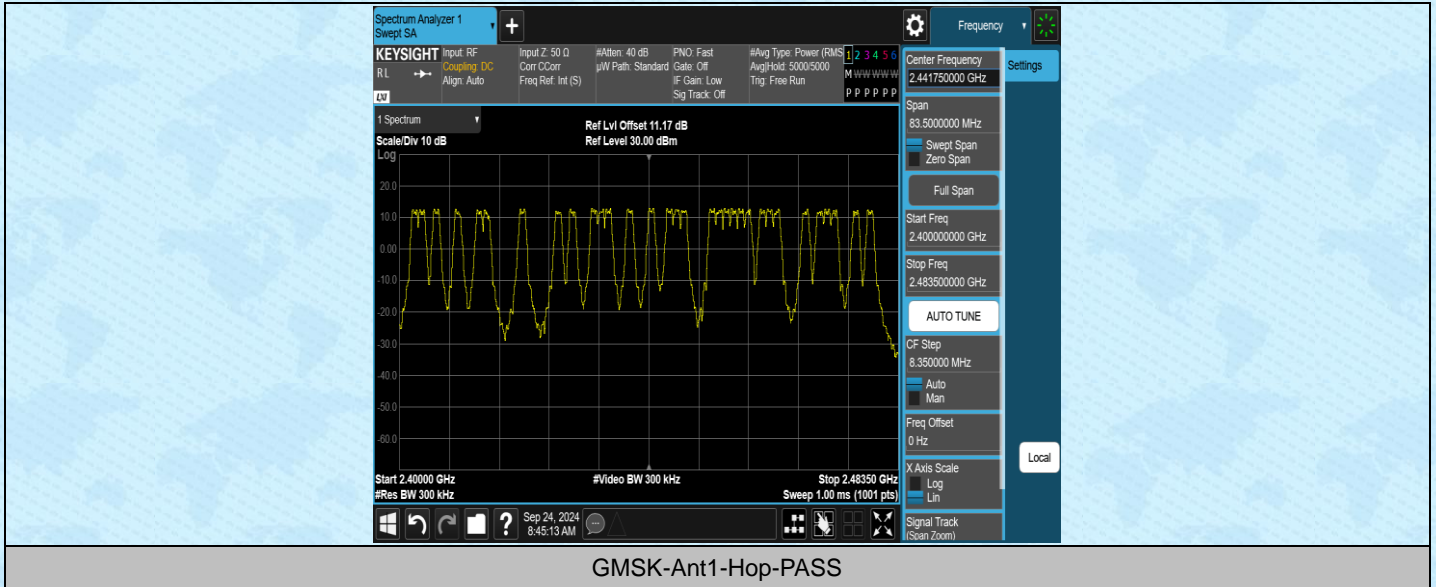 Spectrum Analyzer 1
Swept SA
Frequency
KEYSIGHT
Input: RF
Coupling: DC
Align: Auto
Input Z: 50 Ω
Corr CCorr
Freq Ref: Int (S)
#Atten: 40 dB
µW Path: Standard
PNO: Fast
Gate: Off
IF Gain: Low
Sig Track: Off
#Avg Type: Power (RMS
Avg|Hold: 5000/5000
Trig: Free Run
1 2 3 4 5 6
M W W W W W
P P P P P P
R L
LXI
1 Spectrum
Scale/Div 10 dB
Ref Lvl Offset 11.17 dB
Ref Level 30.00 dBm
Log
20.0
10.0
0.00
-10.0
-20.0
-30.0
-40.0
-50.0
-60.0
Start 2.40000 GHz
#Res BW 300 kHz
#Video BW 300 kHz
Stop 2.48350 GHz
Sweep 1.00 ms (1001 pts)
Sep 24, 2024
8:45:13 AM
Center Frequency
2.441750000 GHz
Settings
Span
83.5000000 MHz
Swept Span
Zero Span
Full Span
Start Freq
2.400000000 GHz
Stop Freq
2.483500000 GHz
AUTO TUNE
CF Step
8.350000 MHz
Auto
Man
Freq Offset
0 Hz
X Axis Scale
Log
Lin
Local
Signal Track
(Span Zoom)
GMSK-Ant1-Hop-PASS